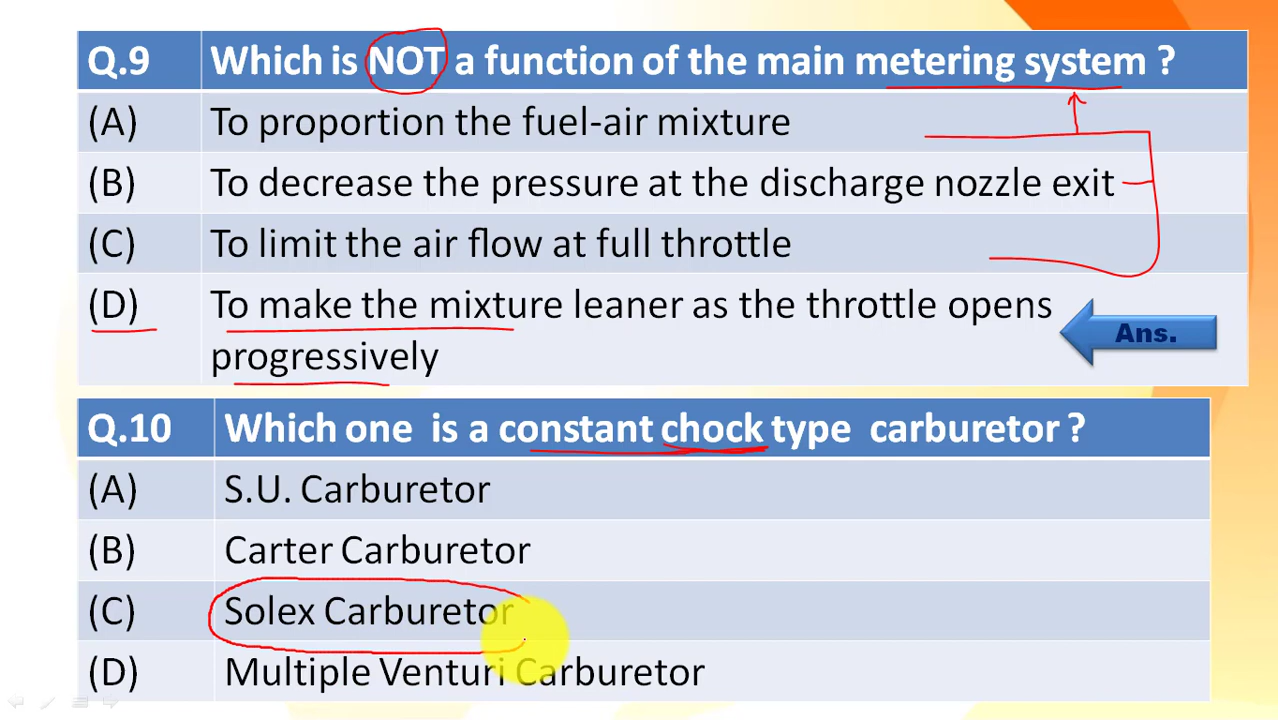 Q.9 Which is NOT a function of the main metering system ?
(A) To proportion the fuel-air mixture
(B) To decrease the pressure at the discharge nozzle exit
(C) To limit the air flow at full throttle
(D) To make the mixture leaner as the throttle opens
progressively
Ans.
Q.10 Which one is a constant chock type carburetor ?
(A) S.U. Carburetor
(B) Carter Carburetor
(C) Solex Carburetor
(D) Multiple Venturi Carburetor